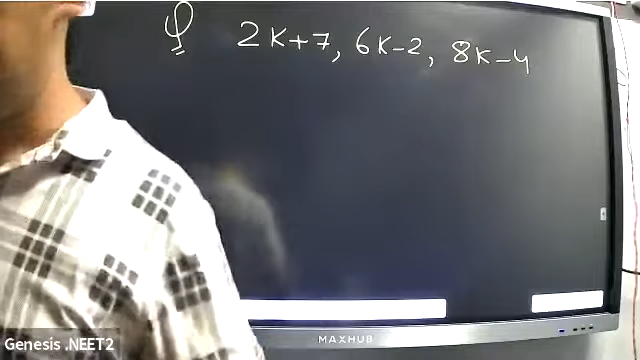 Q 2K+7, 6K-2, 8K-4
MAXHUB
Genesis .NEET2